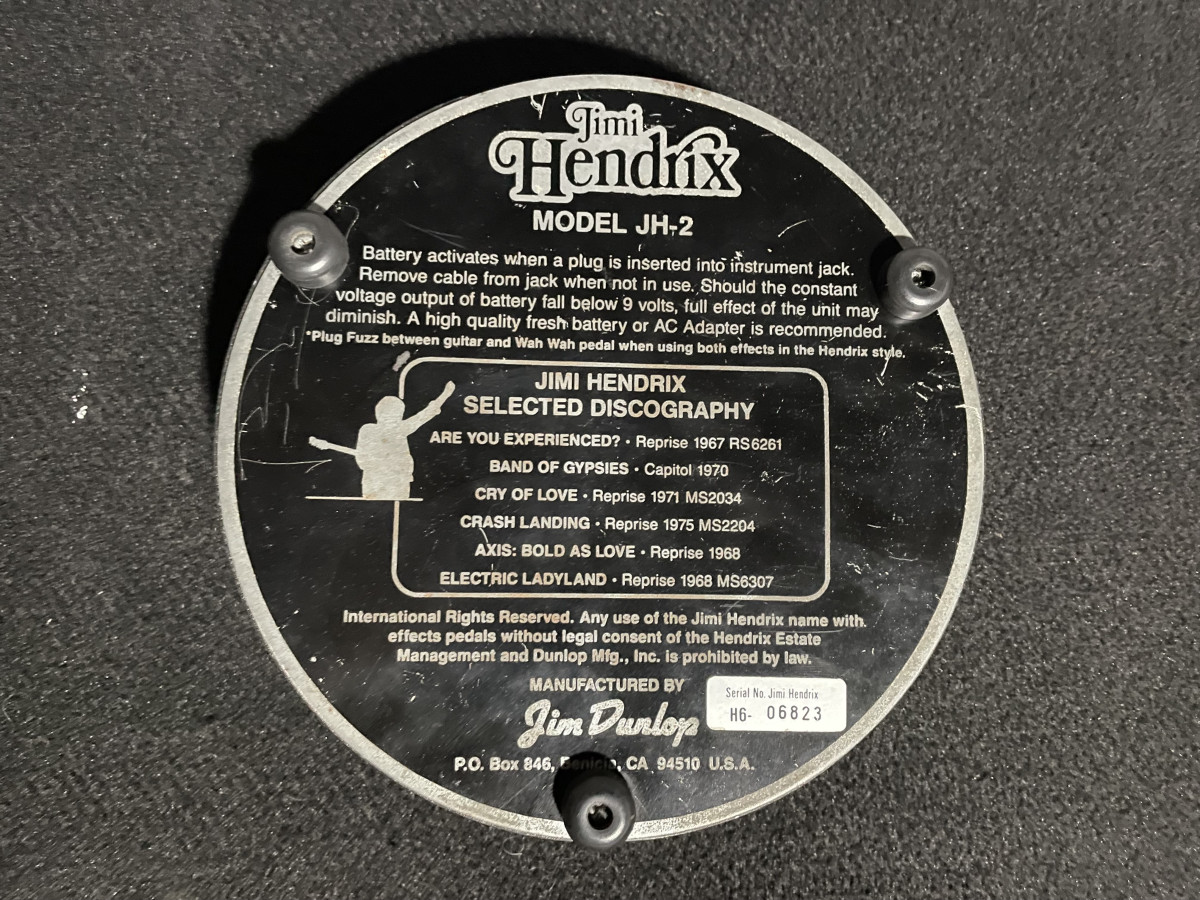 Jimi
Hendrix
MODEL JH-2
Battery activates when a plug is inserted into instrument jack.
Remove cable from jack when not in use. Should the constant
voltage output of battery fall below 9 volts, full effect of the unit may
diminish. A high quality fresh battery or AC Adapter is recommended.
*Plug Fuzz between guitar and Wah Wah pedal when using both effects in the Hendrix style.
JIMI HENDRIX
SELECTED DISCOGRAPHY
ARE YOU EXPERIENCED? • Reprise 1967 RS6261
BAND OF GYPSIES • Capitol 1970
CRY OF LOVE • Reprise 1971 MS2034
CRASH LANDING • Reprise 1975 MS2204
AXIS: BOLD AS LOVE • Reprise 1968
ELECTRIC LADYLAND • Reprise 1968 MS6307
International Rights Reserved. Any use of the Jimi Hendrix name with
effects pedals without legal consent of the Hendrix Estate
Management and Dunlop Mfg., Inc. is prohibited by law.
MANUFACTURED BY
Jim Dunlop
Serial No. Jimi Hendrix
H6- 06823
P.O. Box 846, Benicia, CA 94510 U.S.A.